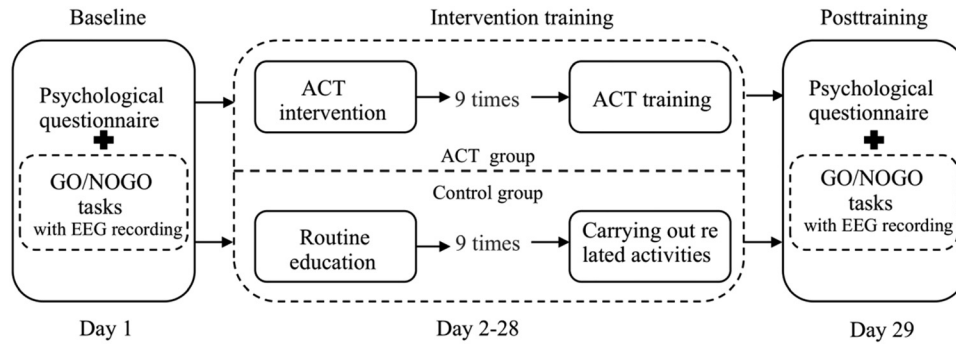 Baseline
Intervention training
Posttraining
Psychological
questionnaire
GO/NOGO
tasks
with EEG recording
ACT
intervention
9 times
ACT training
ACT group
Control group
Routine
education
9 times
Carrying out re
lated activities
Psychological
questionnaire
GO/NOGO
tasks
with EEG recording
Day 1
Day 2-28
Day 29